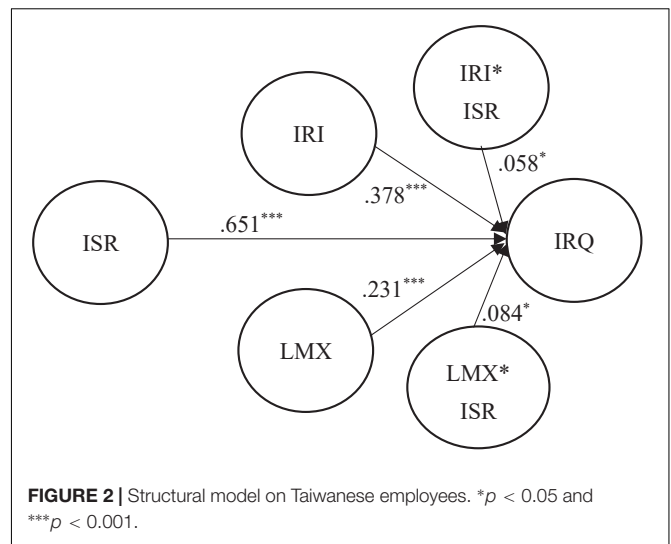 IRI*
ISR
IRI
.058*
.378***
.651***
ISR
IRQ
.231***
LMX
.084*
LMX*
ISR
FIGURE 2 | Structural model on Taiwanese employees. *p < 0.05 and
***p < 0.001.